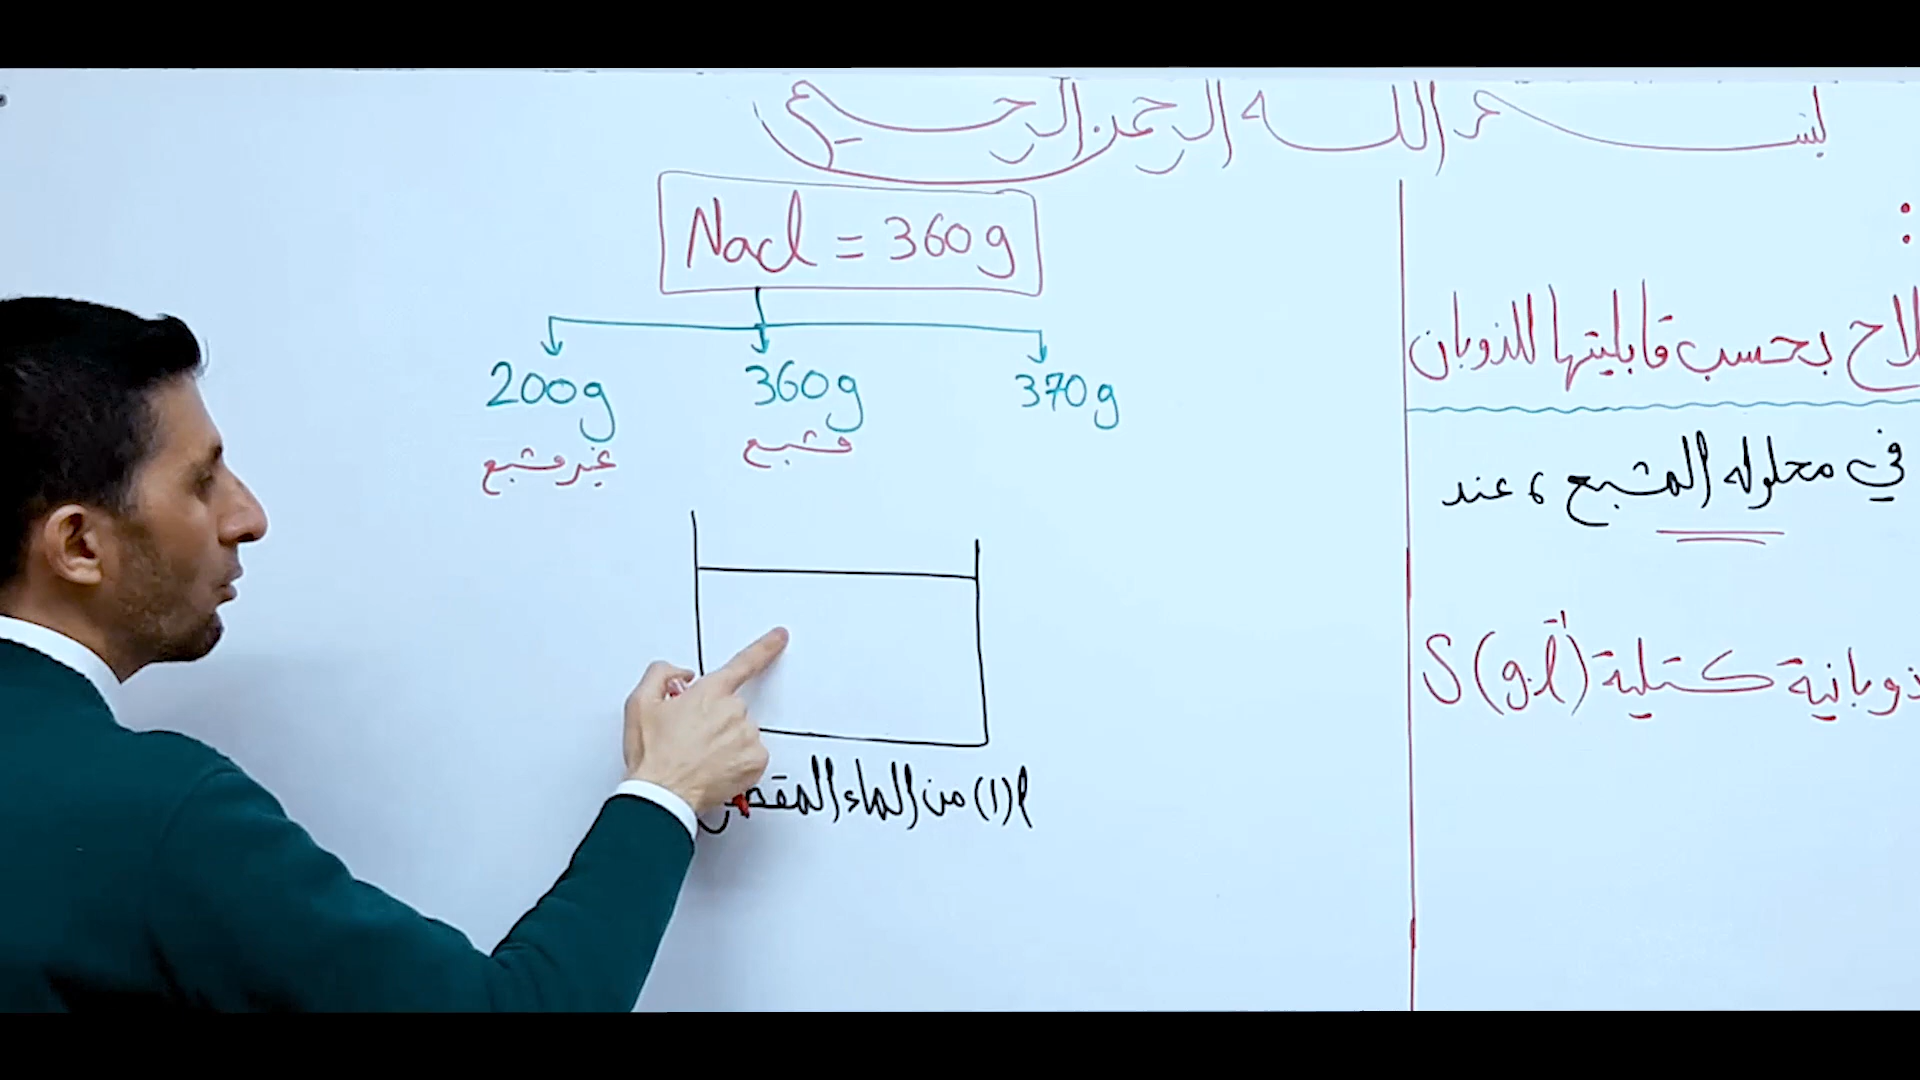 بسم الله الرحمن الرحيم
Nacl = 360g
200g 360g 370g
غير مشبع مشبع
(1)l من الماء المقطر
:
لاح بحسب قابليتها للذوبان
في محلوله المشبع، عند
ذوبانية كتلية S(g.l⁻¹)